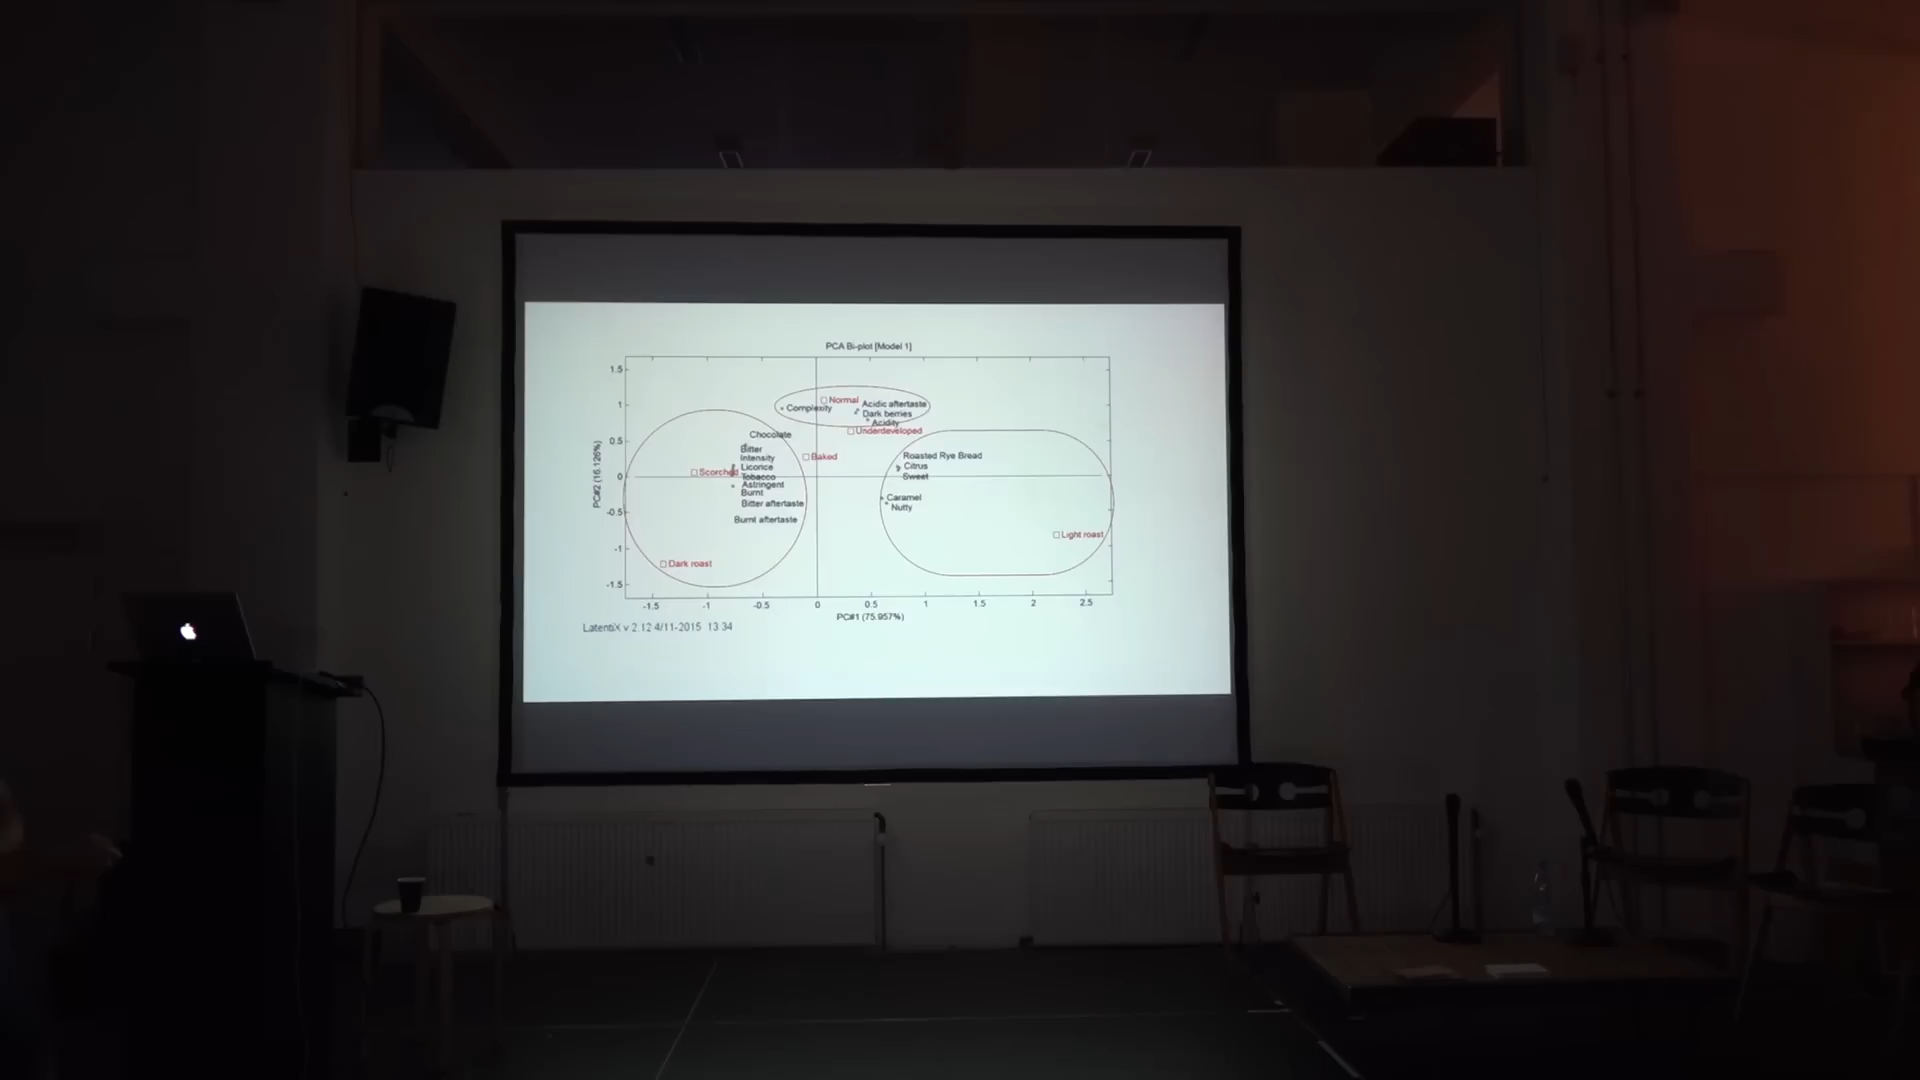 PCA Bi-plot [Model 1]
1.5
1
0.5
0
-0.5
-1
-1.5
PC#2 (16.126%)
Normal
Complexity
Acidic aftertaste
Dark berries
Acidity
Underdeveloped
Chocolate
Bitter
Intensity
Licorice
Scorched
Tobacco
Astringent
Burnt
Bitter aftertaste
Burnt aftertaste
Baked
Roasted Rye Bread
Citrus
Sweet
Caramel
Nutty
Light roast
Dark roast
-1.5 -1 -0.5 0 0.5 1 1.5 2 2.5
PC#1 (75.957%)
LatentiX v 2.12 4/11-2015 13 34